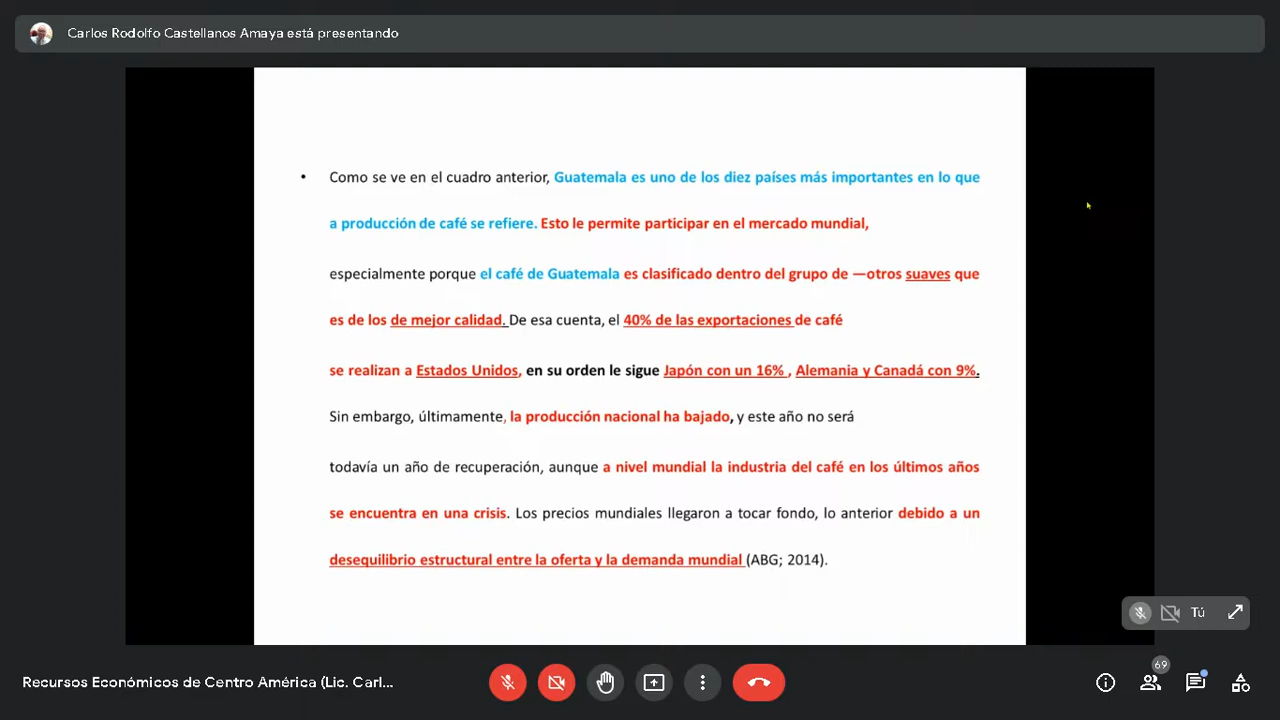 Carlos Rodolfo Castellanos Amaya está presentando
• Como se ve en el cuadro anterior, Guatemala es uno de los diez países más importantes en lo que
a producción de café se refiere. Esto le permite participar en el mercado mundial,
especialmente porque el café de Guatemala es clasificado dentro del grupo de —otros suaves que
es de los de mejor calidad. De esa cuenta, el 40% de las exportaciones de café
se realizan a Estados Unidos, en su orden le sigue Japón con un 16% , Alemania y Canadá con 9%.
Sin embargo, últimamente, la producción nacional ha bajado, y este año no será
todavía un año de recuperación, aunque a nivel mundial la industria del café en los últimos años
se encuentra en una crisis. Los precios mundiales llegaron a tocar fondo, lo anterior debido a un
desequilibrio estructural entre la oferta y la demanda mundial (ABG; 2014).
Tú
69
Recursos Económicos de Centro América (Lic. Carl...